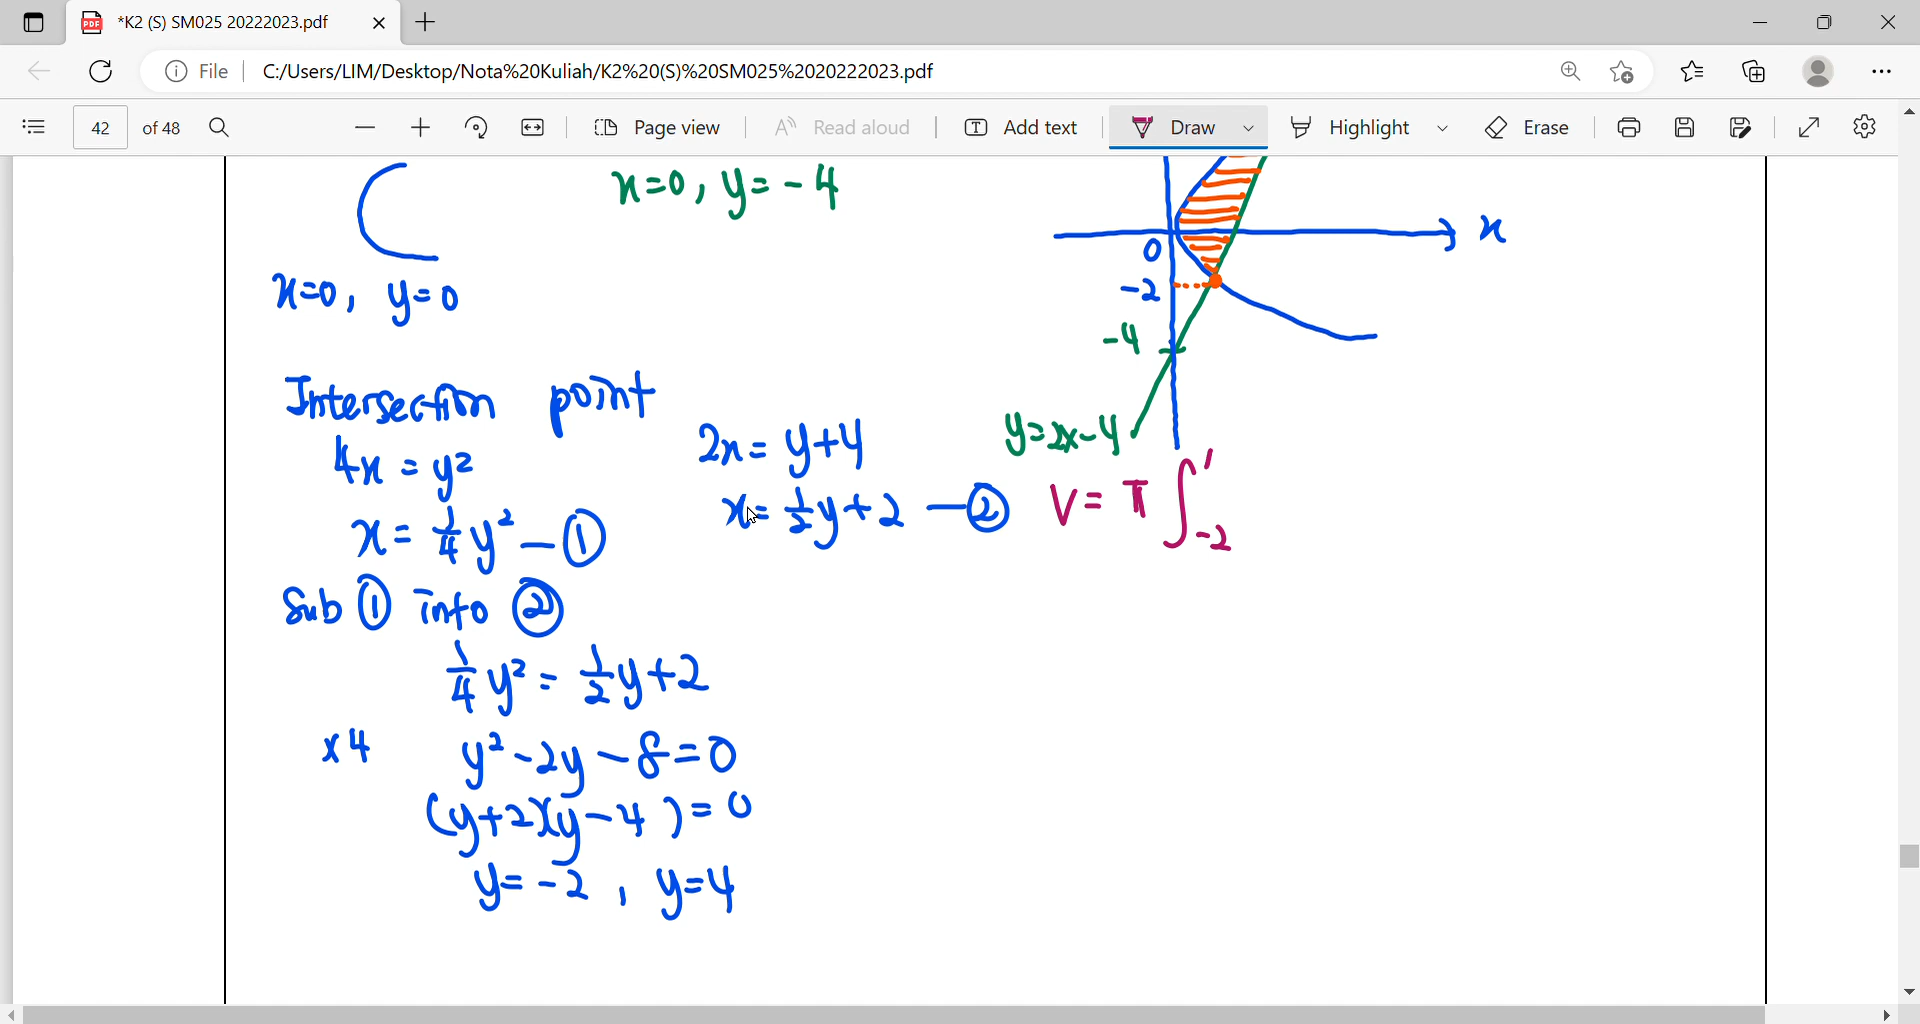 *K2 (S) SM025 20222023.pdf
File
C:/Users/LIM/Desktop/Nota%20Kuliah/K2%20(S)%20SM025%2020222023.pdf
42 of 48
Page view
Read aloud
Add text
Draw
Highlight
Erase
x=0, y=-4
x
0
-2
-4
y=2x-4
x=0, y=0
Intersection point
4x = y²
x = 1/4 y² — ①
2x = y+4
x = 1/2 y + 2 — ②
Sub ① into ②
1/4 y² = 1/2 y + 2
x4 y² - 2y - 8 = 0
(y+2)(y-4) = 0
y = -2, y = 4
V = π ∫
-2